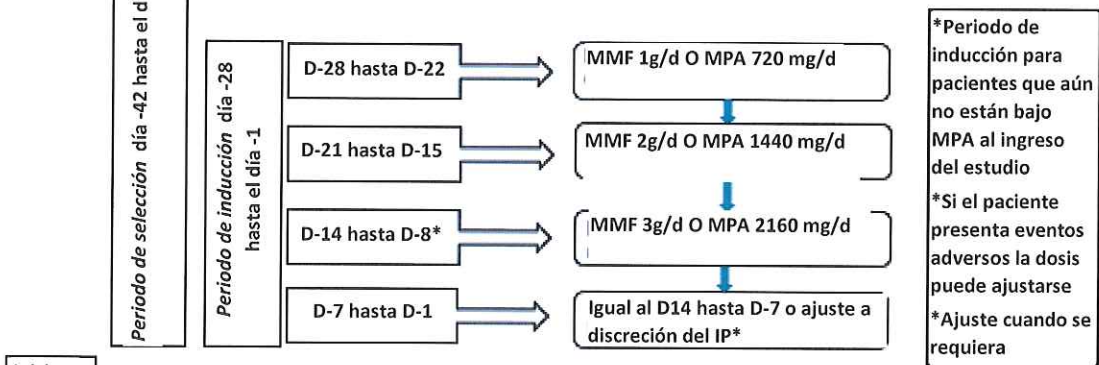 Periodo de selección día -42 hasta el d
Periodo de inducción día -28
hasta el día -1
D-28 hasta D-22
MMF 1g/d O MPA 720 mg/d
D-21 hasta D-15
MMF 2g/d O MPA 1440 mg/d
D-14 hasta D-8*
MMF 3g/d O MPA 2160 mg/d
D-7 hasta D-1
Igual al D14 hasta D-7 o ajuste a
discreción del IP*
*Periodo de
inducción para
pacientes que aún
no están bajo
MPA al ingreso
del estudio
*Si el paciente
presenta eventos
adversos la dosis
puede ajustarse
*Ajuste cuando se
requiera